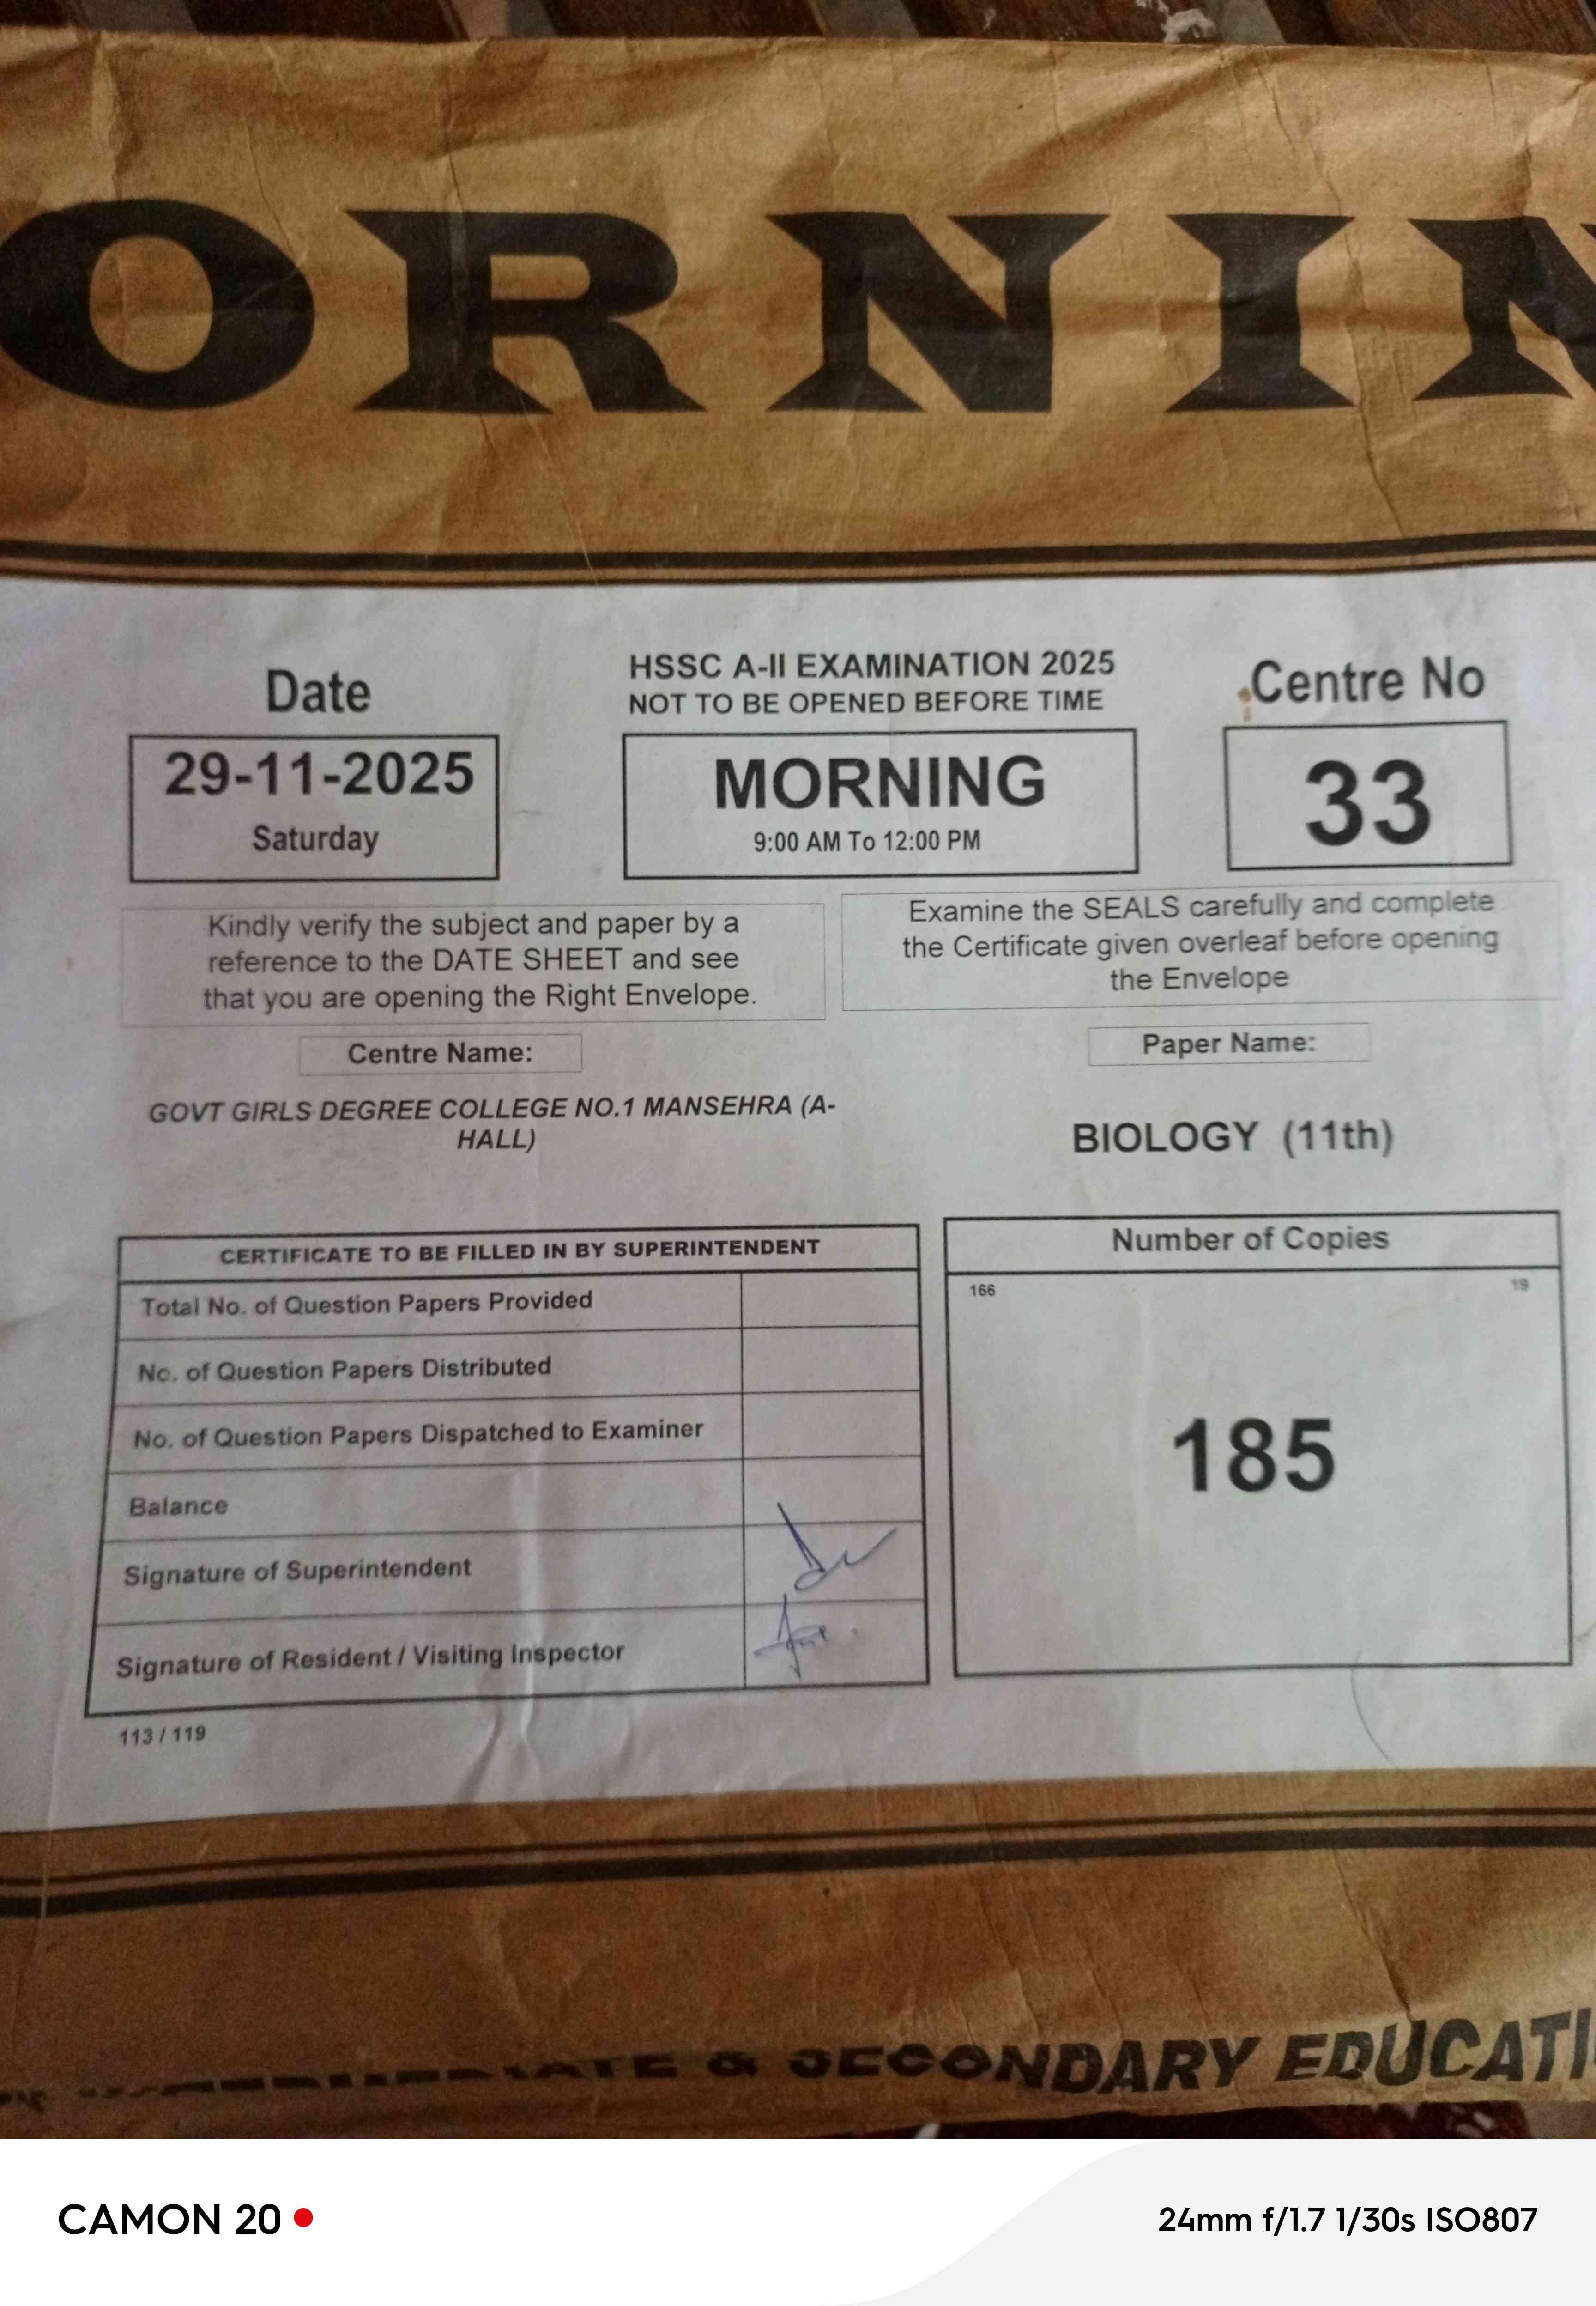 ORNIN
Date
29-11-2025
Saturday
HSSC A-II EXAMINATION 2025
NOT TO BE OPENED BEFORE TIME
MORNING
9:00 AM To 12:00 PM
Centre No
33
Kindly verify the subject and paper by a
reference to the DATE SHEET and see
that you are opening the Right Envelope.
Examine the SEALS carefully and complete
the Certificate given overleaf before opening
the Envelope
Centre Name:
GOVT GIRLS DEGREE COLLEGE NO.1 MANSEHRA (A-
HALL)
Paper Name:
BIOLOGY (11th)
CERTIFICATE TO BE FILLED IN BY SUPERINTENDENT
Total No. of Question Papers Provided
No. of Question Papers Distributed
No. of Question Papers Dispatched to Examiner
Balance
Signature of Superintendent
Signature of Resident / Visiting Inspector
113 / 119
Number of Copies
166 19
185
& SECONDARY EDUCATI
CAMON 20
24mm f/1.7 1/30s ISO807